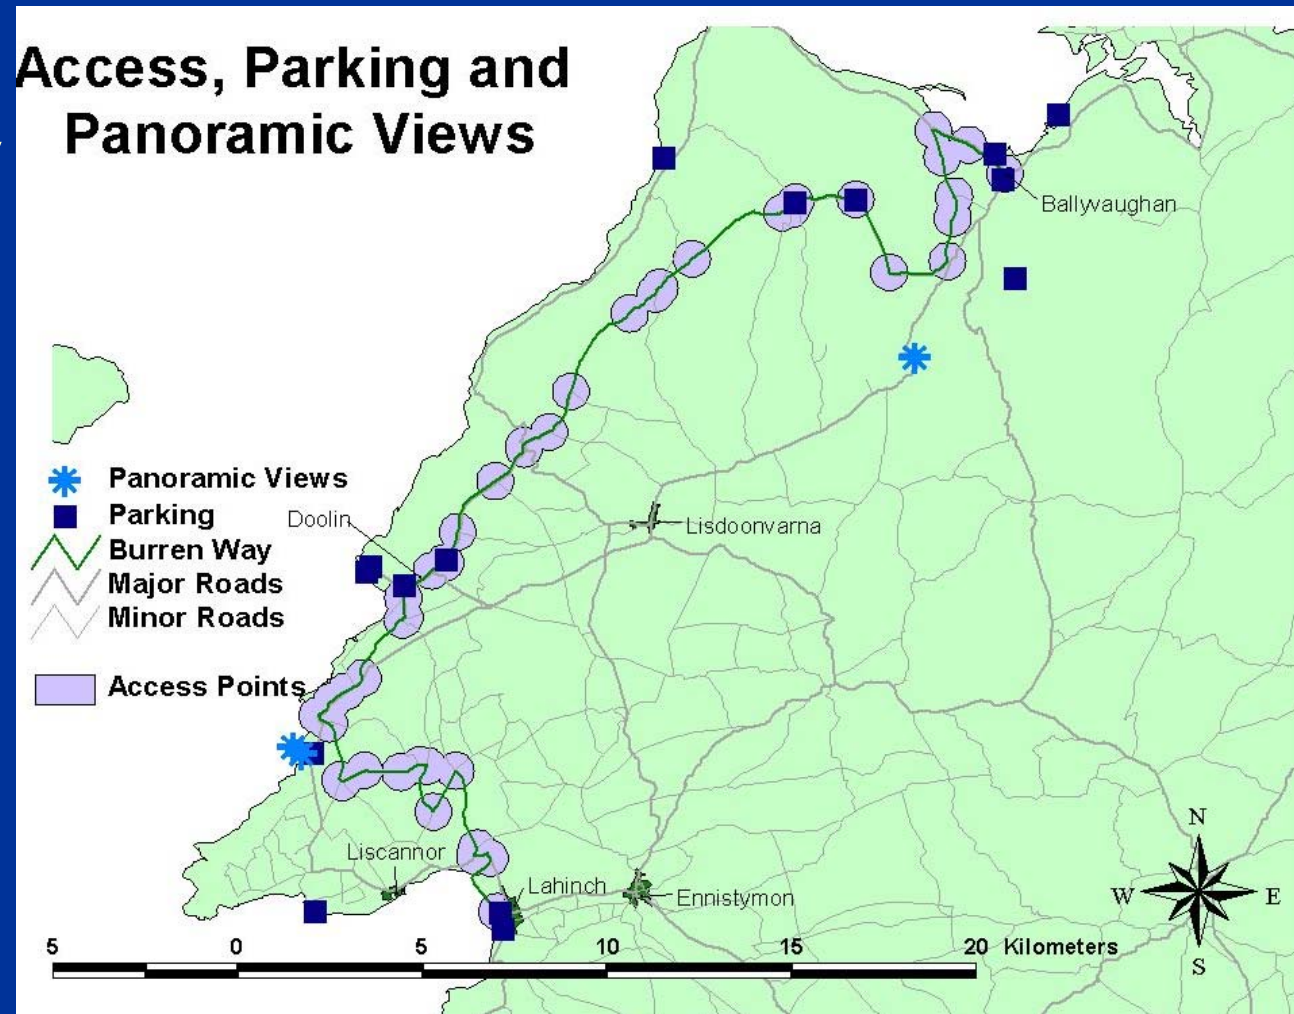 Access, Parking and
Panoramic Views
Ballyvaughan
Panoramic Views
Parking
Doolin
Lisdoonvarna
Burren Way
Major Roads
Minor Roads
Access Points
N
Liscannor
Lahinch
Ennistymon
W
E
S
5 0 5 10 15 20 Kilometers